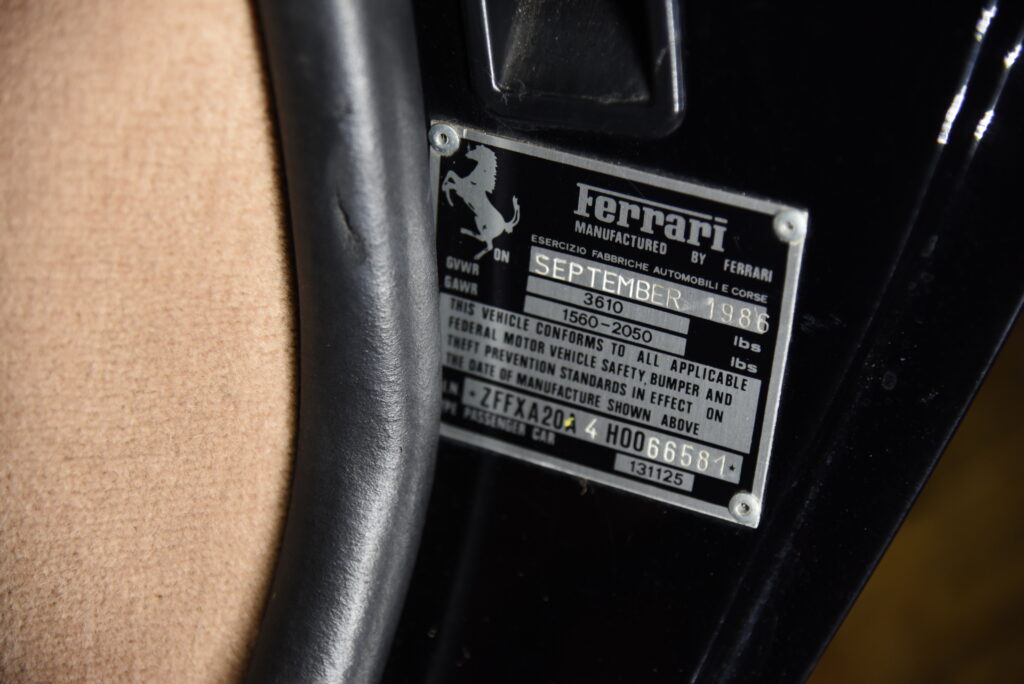 Ferrari
MANUFACTURED BY FERRARI
ESERCIZIO FABBRICHE AUTOMOBILI E CORSE
ON SEPTEMBER 1986
GVWR 3610 lbs
GAWR 1560-2050 lbs
THIS VEHICLE CONFORMS TO ALL APPLICABLE
FEDERAL MOTOR VEHICLE SAFETY, BUMPER AND
THEFT PREVENTION STANDARDS IN EFFECT ON
THE DATE OF MANUFACTURE SHOWN ABOVE
I.N *ZFFXA20A4H0066581*
PE PASSENGER CAR
131125